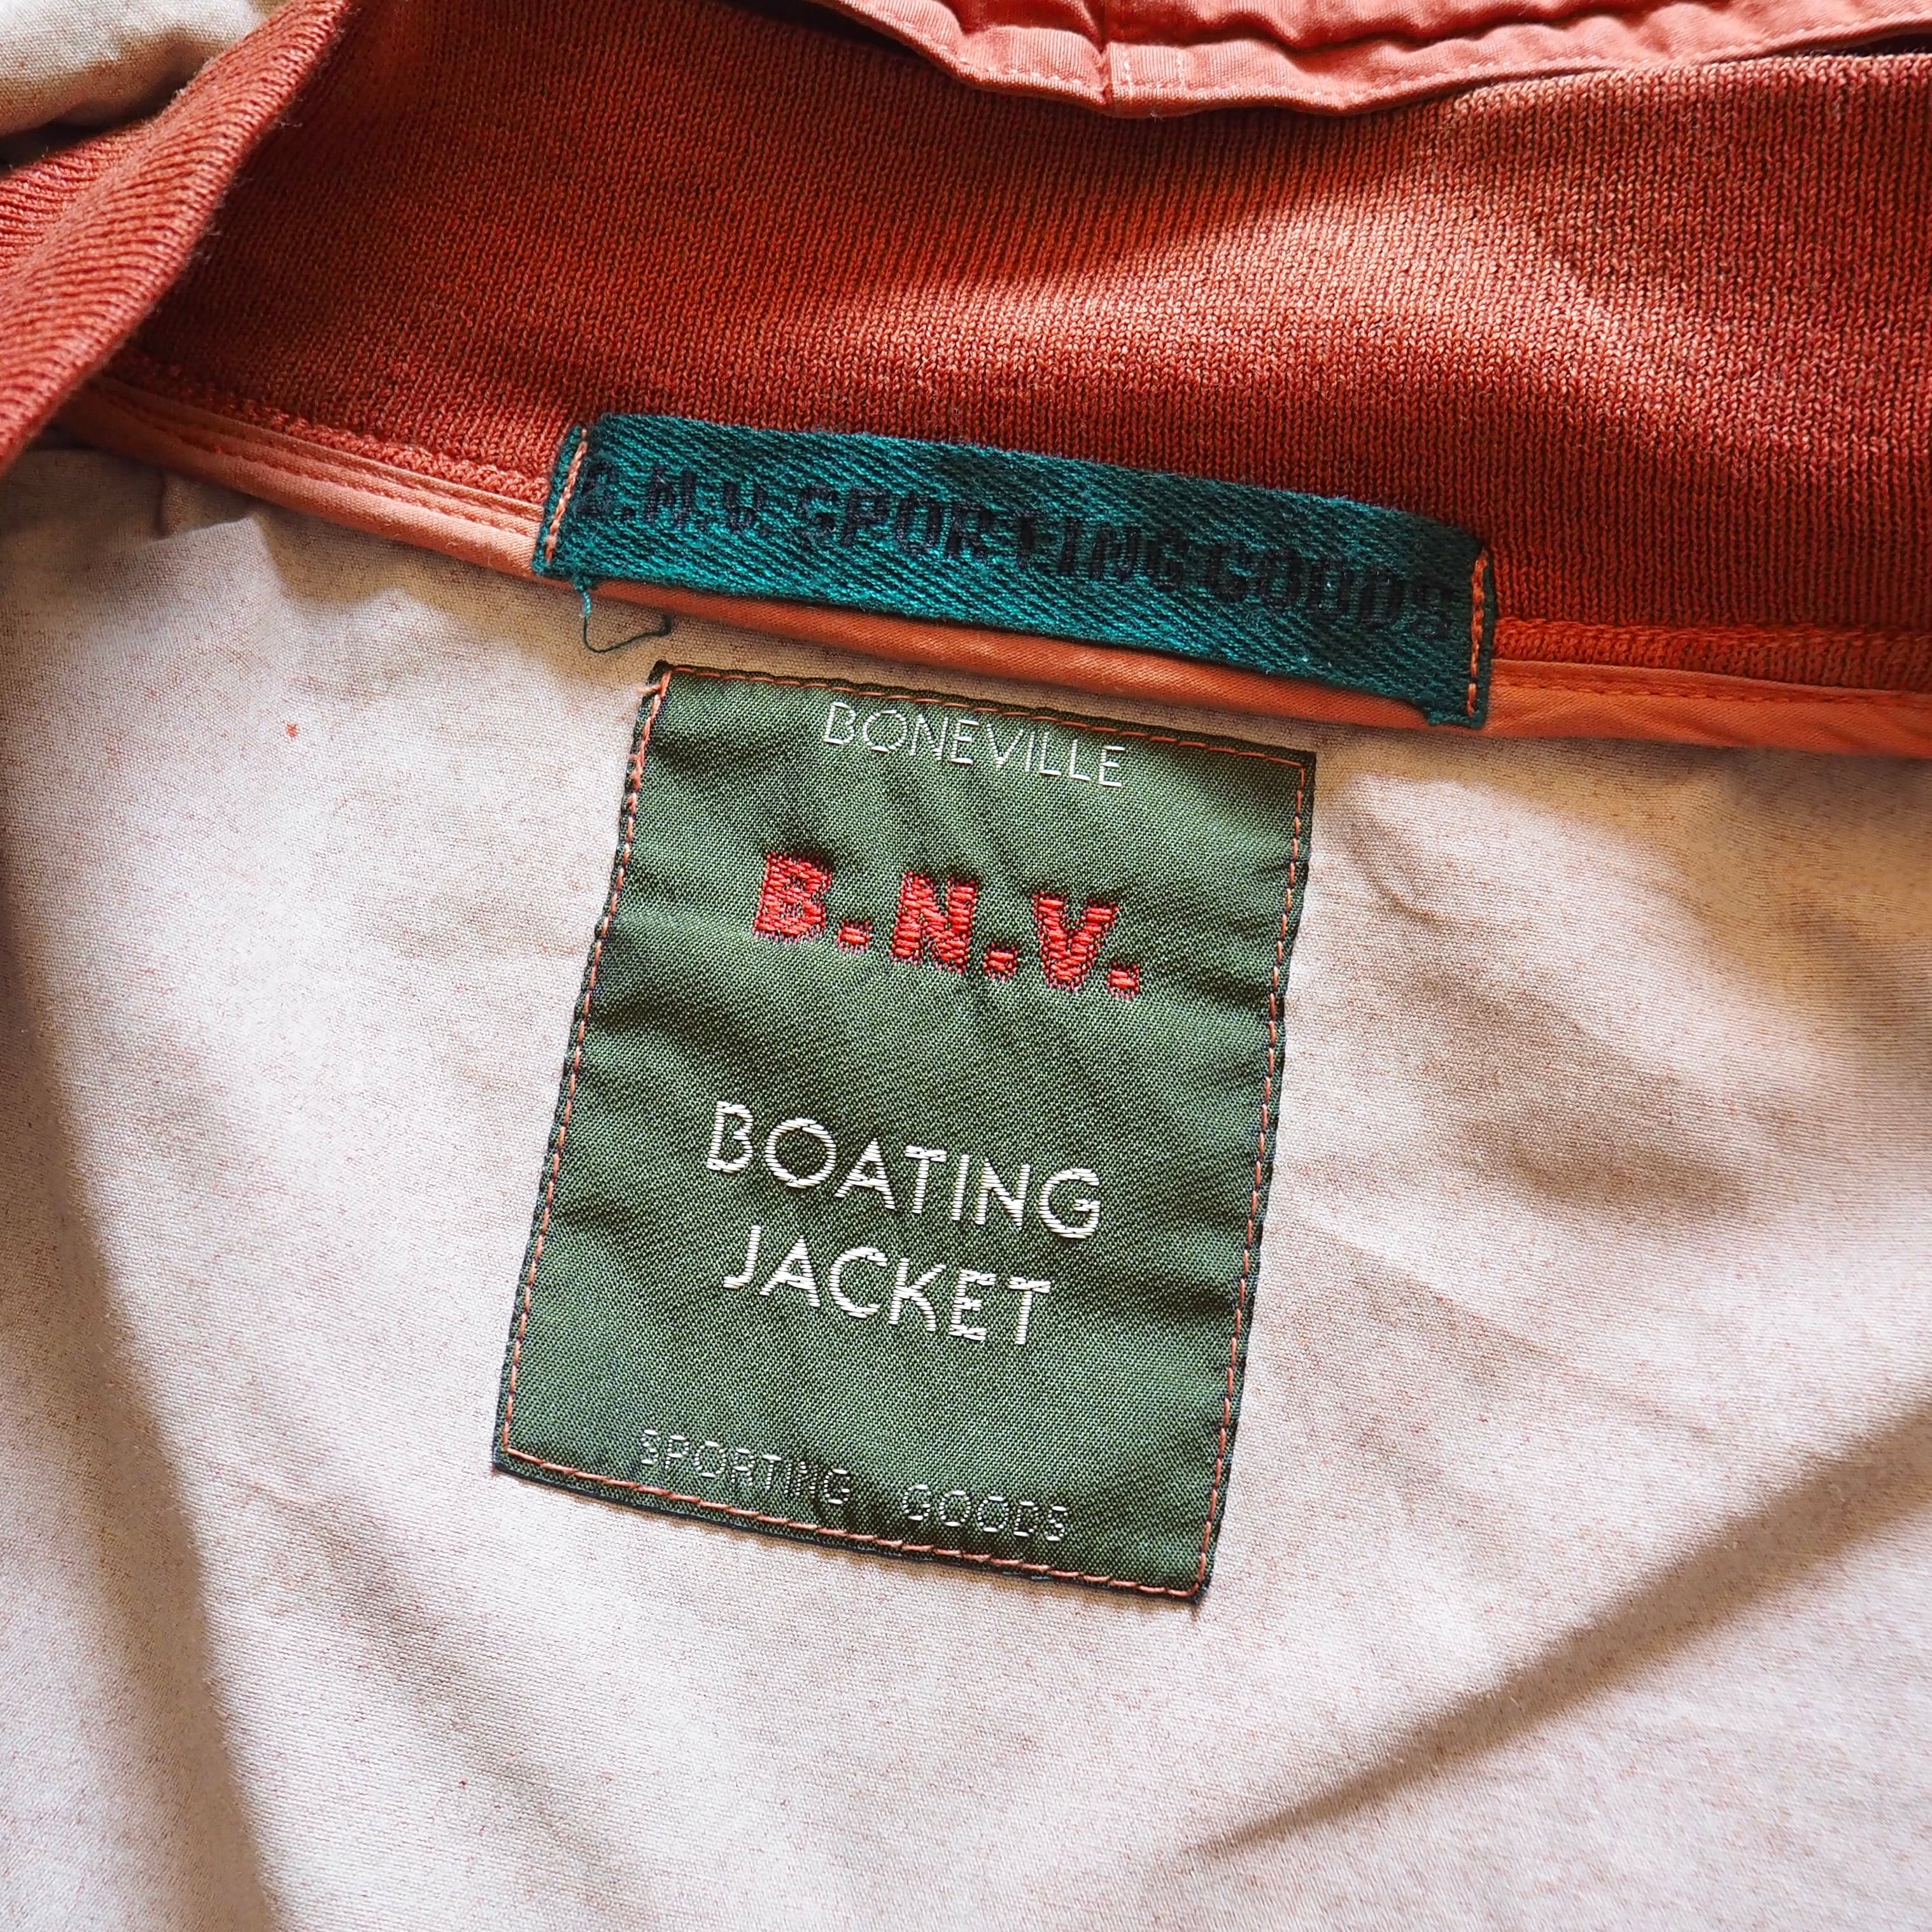 B.N.V. SPORTING GOODS
BONEVILLE
B.N.V.
BOATING
JACKET
SPORTING GOODS